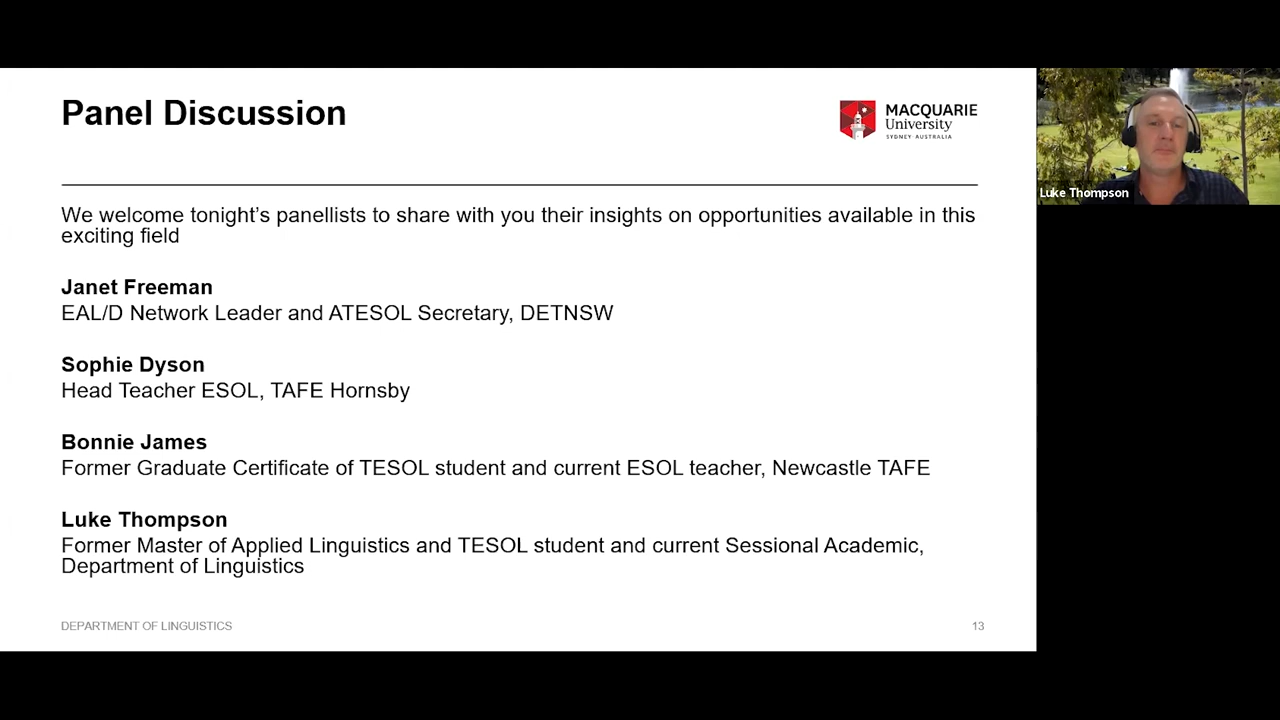 Panel Discussion
MACQUARIE
University
SYDNEY·AUSTRALIA
We welcome tonight's panellists to share with you their insights on opportunities available in this
exciting field
Janet Freeman
EAL/D Network Leader and ATESOL Secretary, DETNSW
Sophie Dyson
Head Teacher ESOL, TAFE Hornsby
Bonnie James
Former Graduate Certificate of TESOL student and current ESOL teacher, Newcastle TAFE
Luke Thompson
Former Master of Applied Linguistics and TESOL student and current Sessional Academic,
Department of Linguistics
DEPARTMENT OF LINGUISTICS
13
Luke Thompson